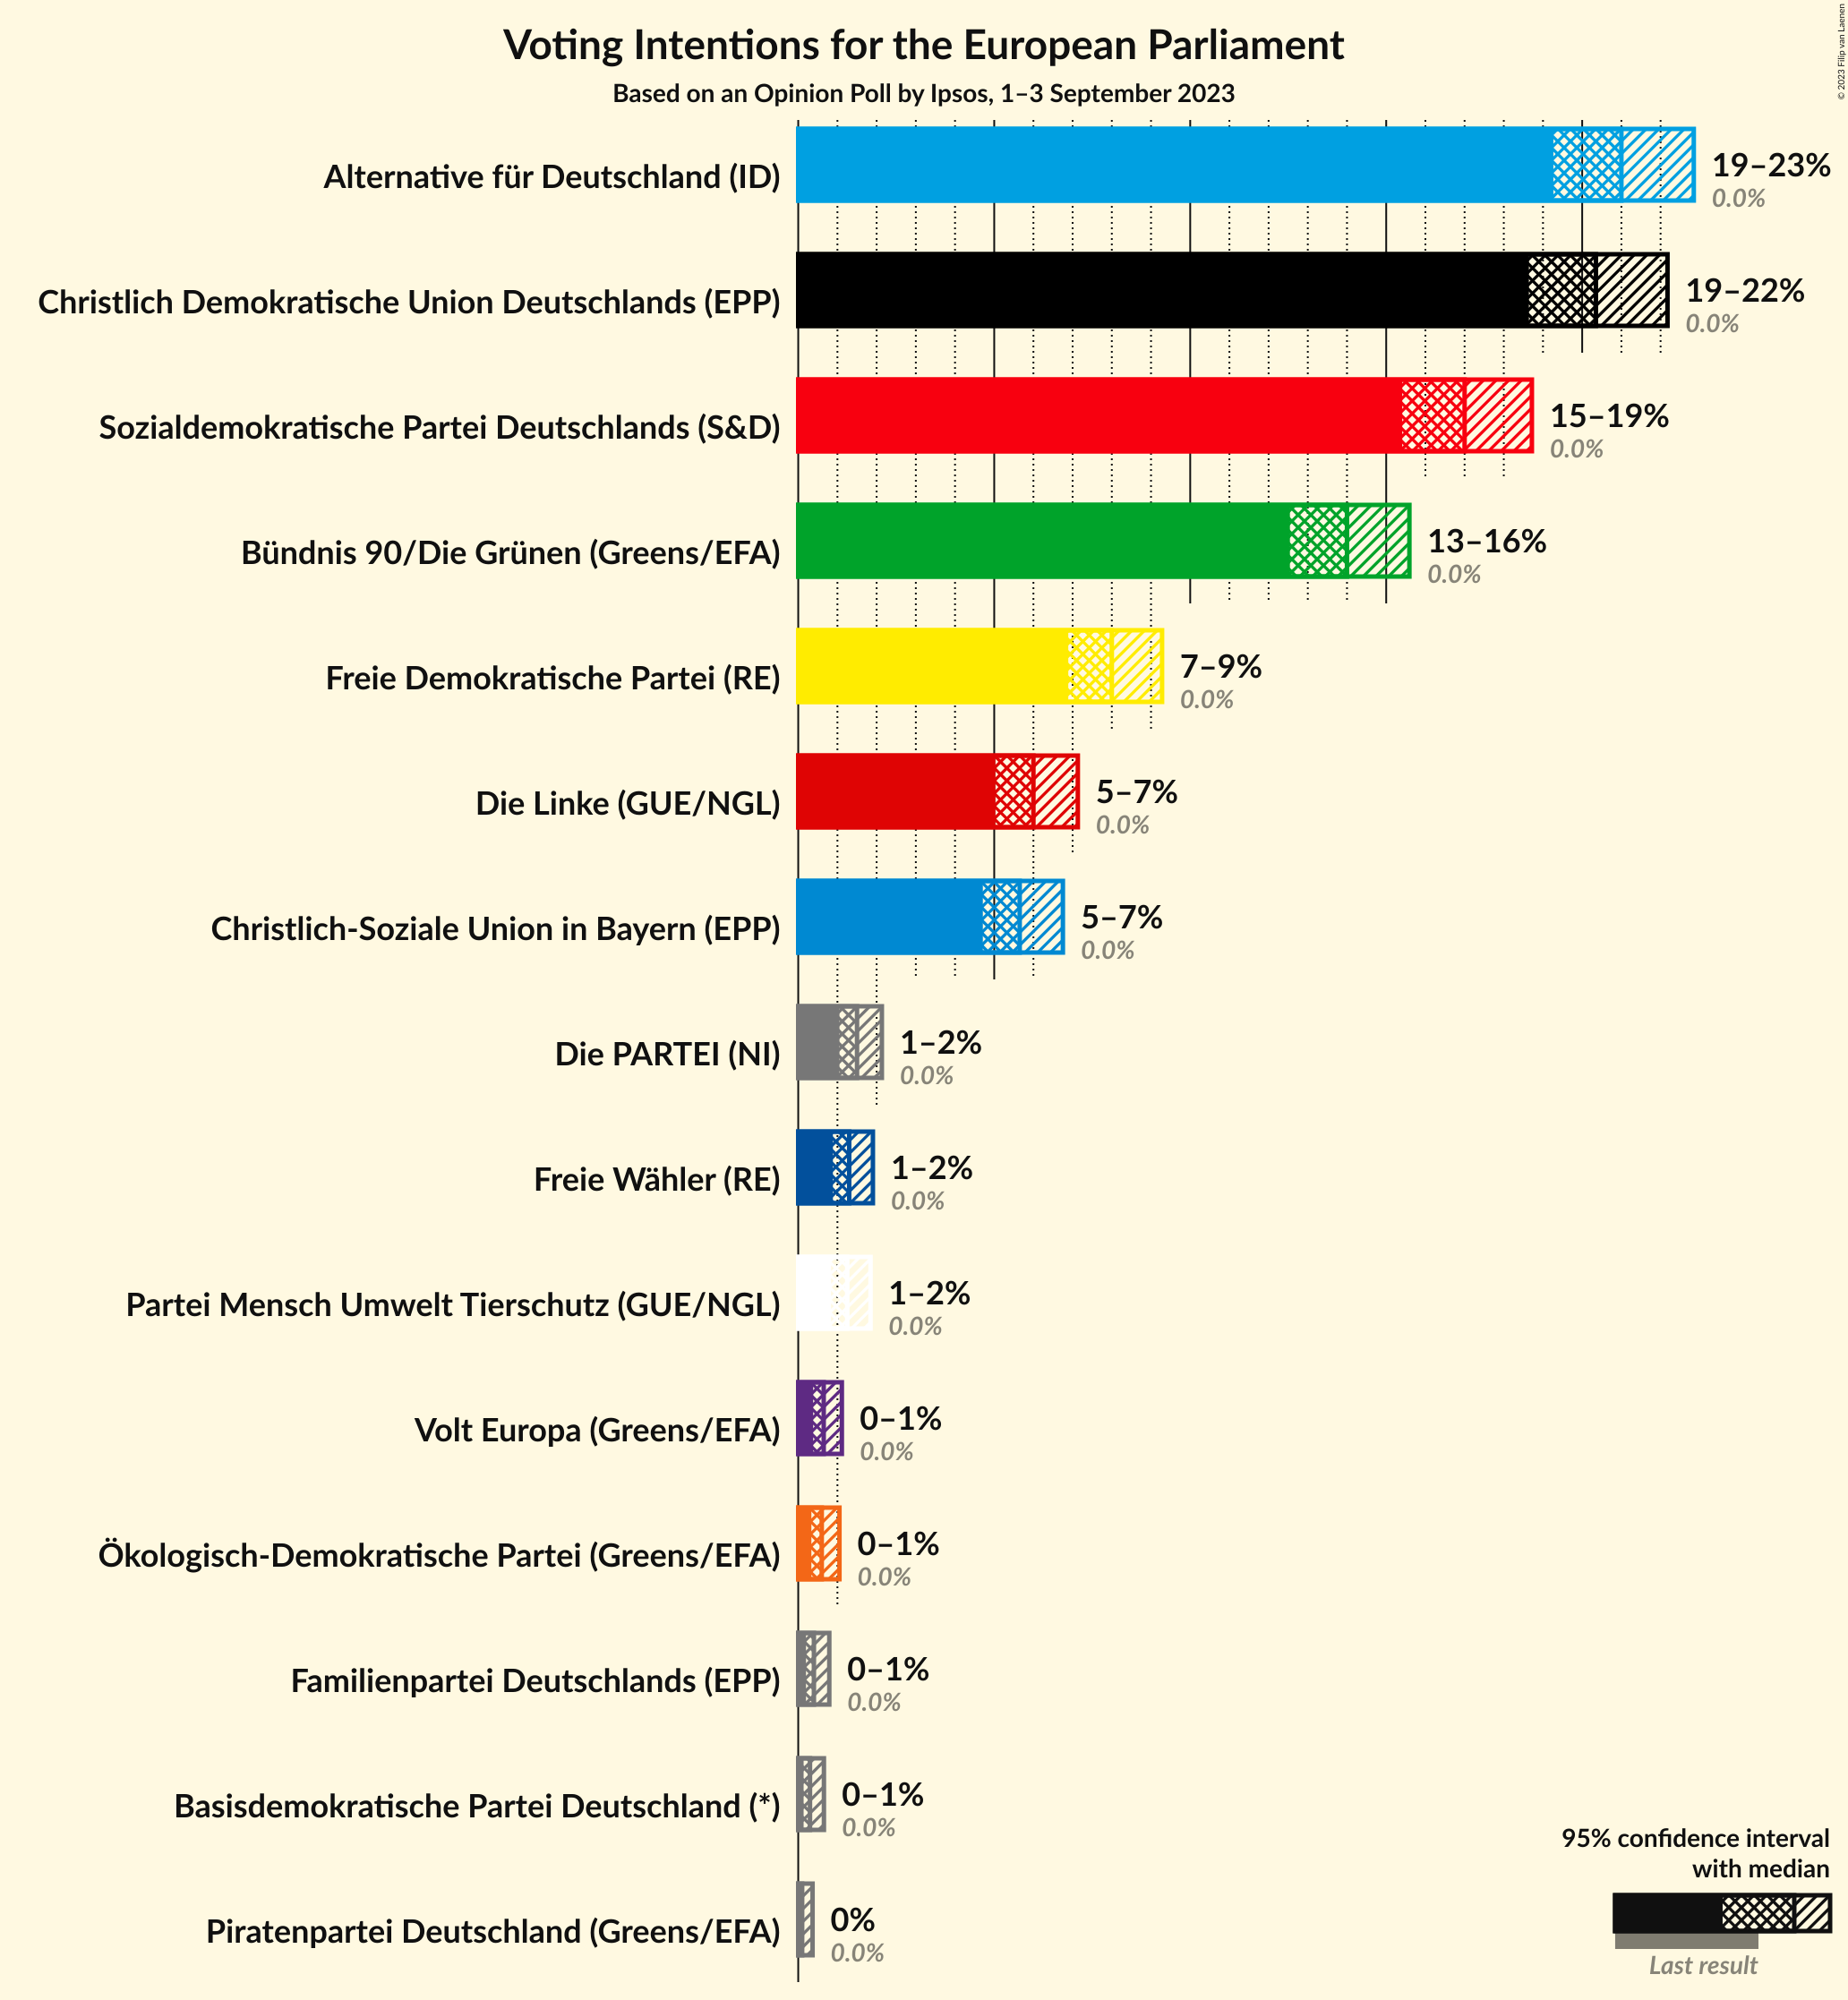 Voting Intentions for the European Parliament
Based on an Opinion Poll by Ipsos, 1–3 September 2023
© 2023 Filip van Laenen
Alternative für Deutschland (ID)
19–23%
0.0%
Christlich Demokratische Union Deutschlands (EPP)
19–22%
0.0%
Sozialdemokratische Partei Deutschlands (S&D)
15–19%
0.0%
Bündnis 90/Die Grünen (Greens/EFA)
13–16%
0.0%
Freie Demokratische Partei (RE)
7–9%
0.0%
Die Linke (GUE/NGL)
5–7%
0.0%
Christlich-Soziale Union in Bayern (EPP)
5–7%
0.0%
Die PARTEI (NI)
1–2%
0.0%
Freie Wähler (RE)
1–2%
0.0%
Partei Mensch Umwelt Tierschutz (GUE/NGL)
1–2%
0.0%
Volt Europa (Greens/EFA)
0–1%
0.0%
Ökologisch-Demokratische Partei (Greens/EFA)
0–1%
0.0%
Familienpartei Deutschlands (EPP)
0–1%
0.0%
Basisdemokratische Partei Deutschland (*)
0–1%
0.0%
Piratenpartei Deutschland (Greens/EFA)
0%
0.0%
95% confidence interval
with median
Last result